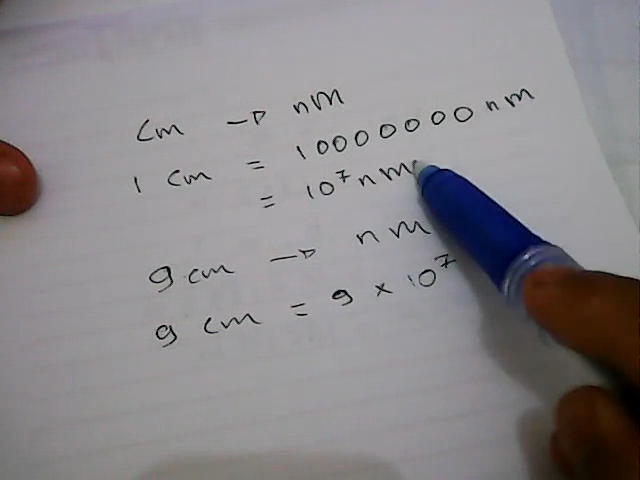 cm → nm
1 cm = 10000000 nm
= 10⁷ nm
9 cm → nm
9 cm = 9 × 10⁷